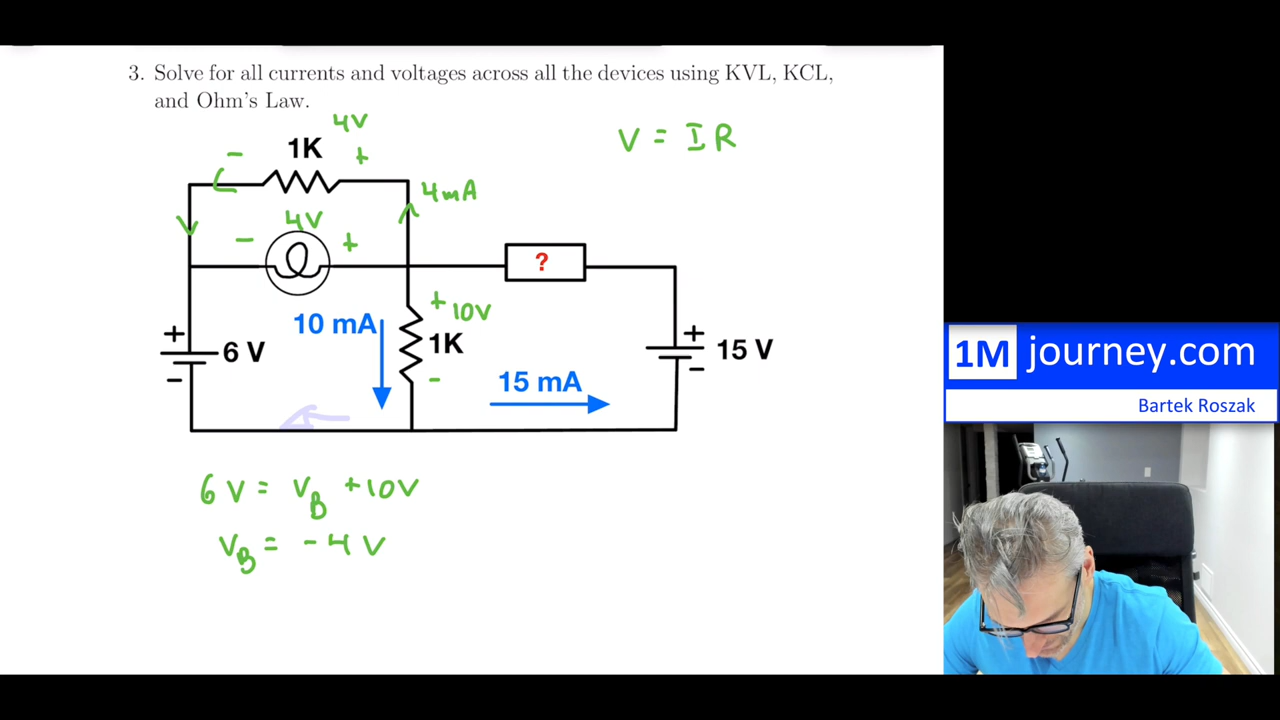 3. Solve for all currents and voltages across all the devices using KVL, KCL,
and Ohm's Law.
4V
V = IR
1K
- +
4mA
4V
- +
?
+ 10V
10 mA
1K
-
+
6 V
-
+
15 V
-
15 mA
6V = VB + 10V
VB = -4V
1M journey.com
Bartek Roszak